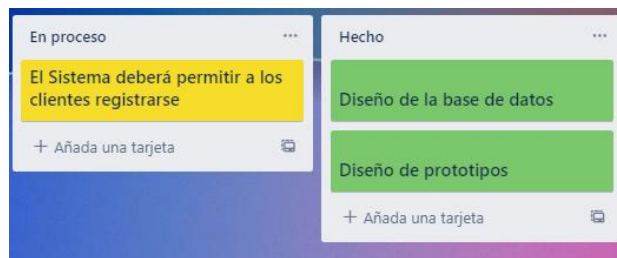 En proceso
El Sistema deberá permitir a los
clientes registrarse
+ Añada una tarjeta
Hecho
Diseño de la base de datos
Diseño de prototipos
+ Añada una tarjeta